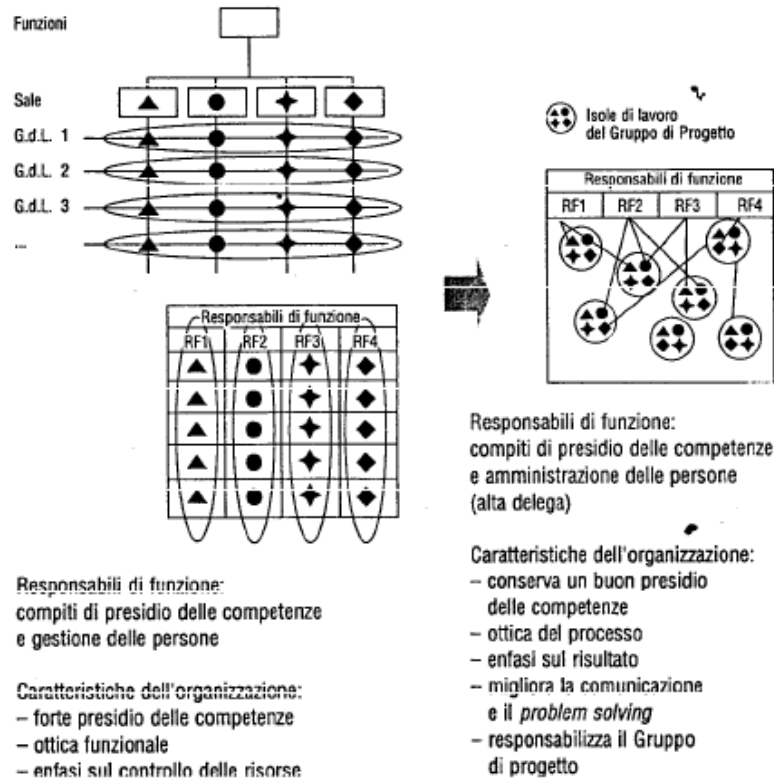 Funzioni
Sale
G.d.L. 1
G.d.L. 2
G.d.L. 3
...
Responsabili di funzione
RF1 RF2 RF3 RF4
Responsabili di funzione:
compiti di presidio delle competenze
e gestione delle persone
Caratteristiche dell'organizzazione:
– forte presidio delle competenze
– ottica funzionale
– enfasi sul controllo delle risorse
Isole di lavoro
del Gruppo di Progetto
Responsabili di funzione
RF1 RF2 RF3 RF4
Responsabili di funzione:
compiti di presidio delle competenze
e amministrazione delle persone
(alta delega)
Caratteristiche dell'organizzazione:
– conserva un buon presidio
delle competenze
– ottica del processo
– enfasi sul risultato
– migliora la comunicazione
e il problem solving
– responsabilizza il Gruppo
di progetto